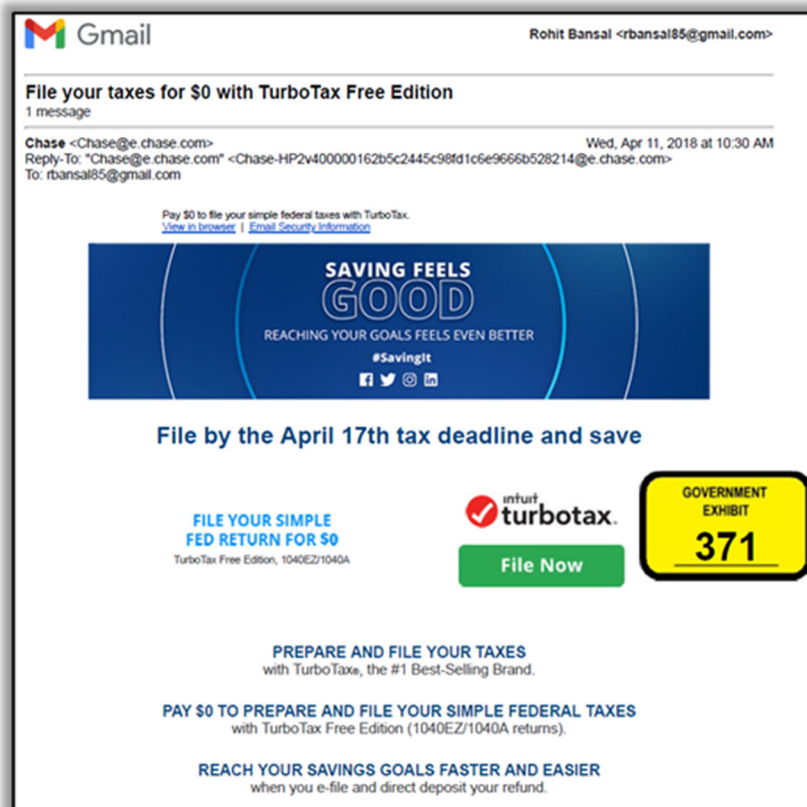 Gmail
Rohit Bansal <rbansal85@gmail.com>
File your taxes for $0 with TurboTax Free Edition
1 message
Chase <Chase@e.chase.com>
Wed, Apr 11, 2018 at 10:30 AM
Reply-To: "Chase@e.chase.com" <Chase-HP2v400000162b5c2445c98fd1c6e9666b528214@e.chase.com>
To: rbansal85@gmail.com
Pay $0 to file your simple federal taxes with TurboTax.
View in browser | Email Security Information
SAVING FEELS
GOOD
REACHING YOUR GOALS FEELS EVEN BETTER
#SavingIt
File by the April 17th tax deadline and save
FILE YOUR SIMPLE
FED RETURN FOR $0
TurboTax Free Edition, 1040EZ/1040A
intuit
turbotax.
File Now
GOVERNMENT
EXHIBIT
371
PREPARE AND FILE YOUR TAXES
with TurboTax®, the #1 Best-Selling Brand.
PAY $0 TO PREPARE AND FILE YOUR SIMPLE FEDERAL TAXES
with TurboTax Free Edition (1040EZ/1040A returns).
REACH YOUR SAVINGS GOALS FASTER AND EASIER
when you e-file and direct deposit your refund.